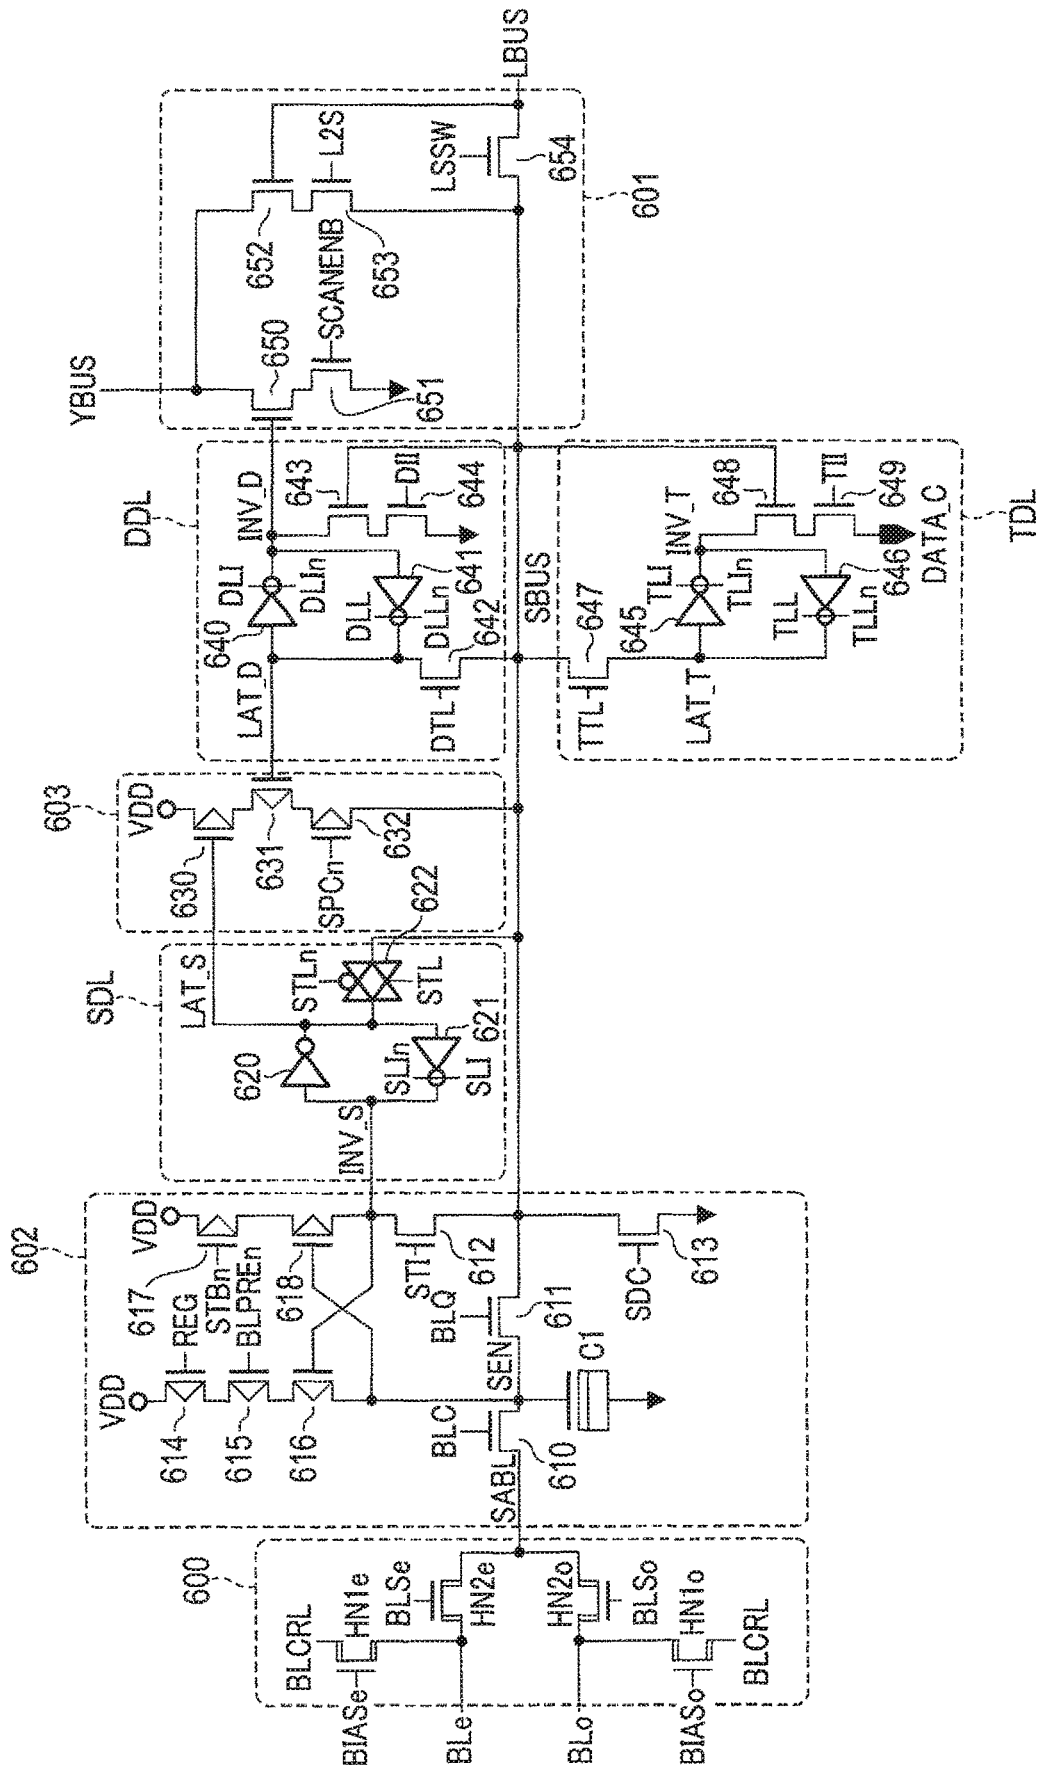 YBUS
LBUS
652
L2S
653
650
SCANENB
651
LSSW
654
601
DDL
INV_D
643
DII
644
DLI
DLIn
640
LAT_D
DLL
DLLn
641
642
DTL
SBUS
TTL
647
645
TLI
TLIn
INV_T
648
TII
649
DATA_C
646
TLL
TLLn
LAT_T
TDL
603
VDD
630
631
632
SPCn
SDL
LAT_S
STLn
STL
622
620
621
SLIn
SLI
INV_S
602
VDD
617
STBn
618
VDD
REG
BLPREn
614
615
616
STI
612
BLQ
611
SDC
613
SEN
C1
BLC
610
SABL
600
BLCRL
HN1e
BIASe
BLSe
HN2e
HN2o
BLSo
HN1o
BLCRL
BIASo
BLe
BLo